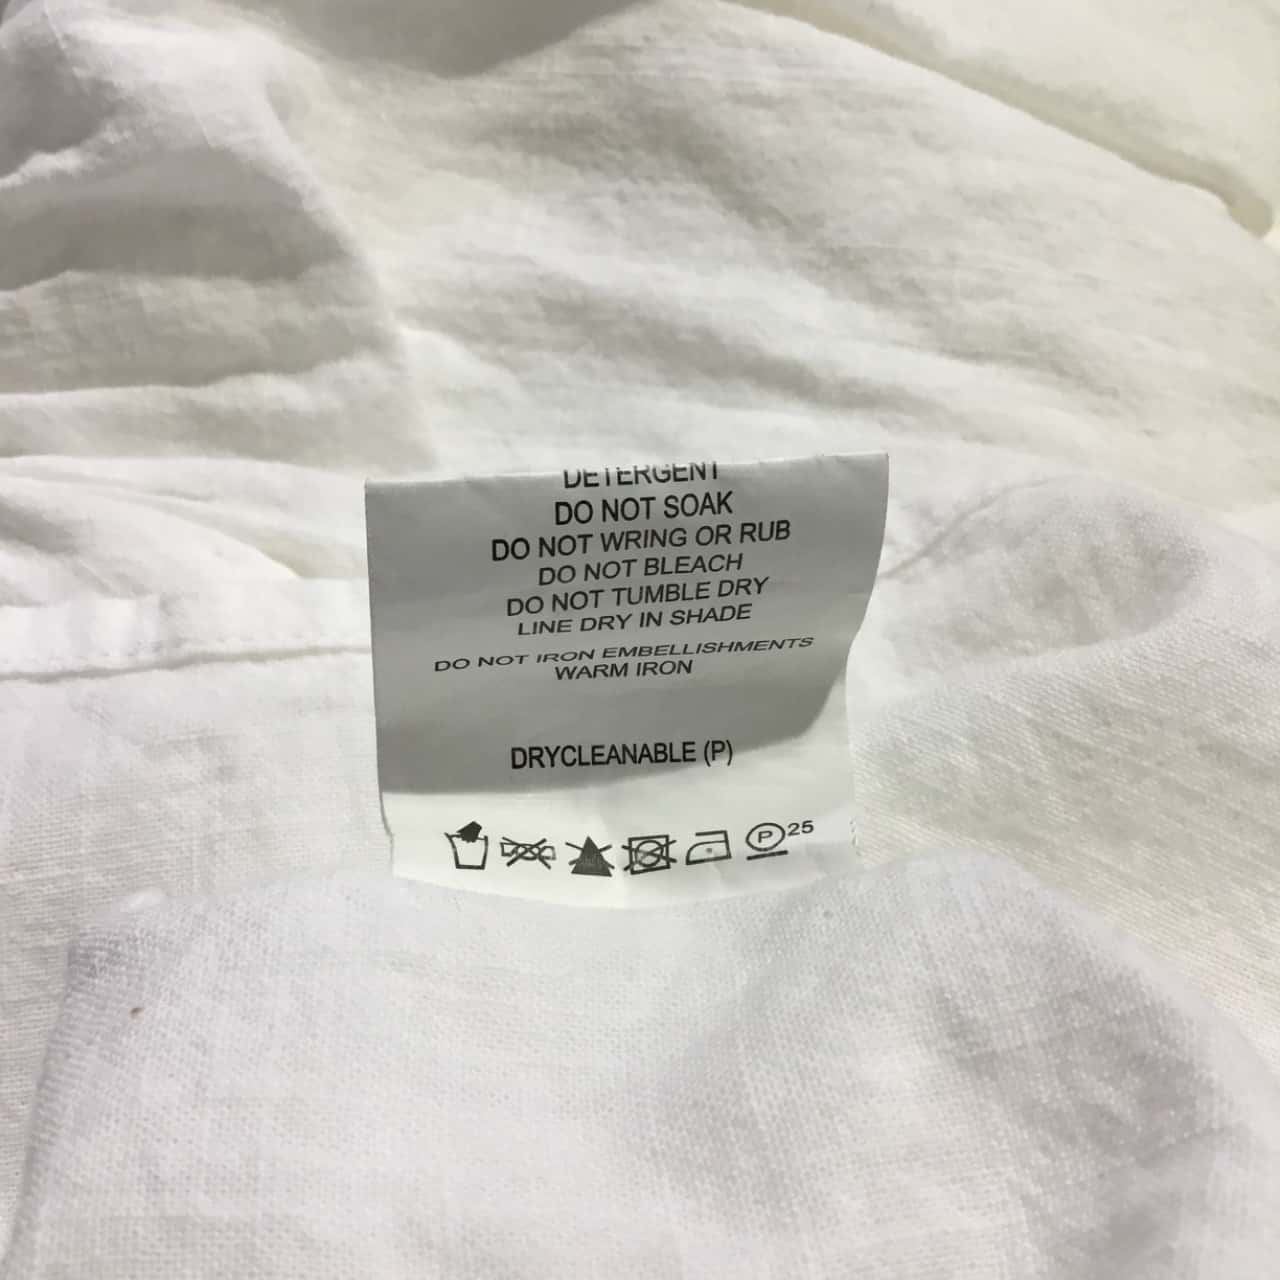 DETERGENT
DO NOT SOAK
DO NOT WRING OR RUB
DO NOT BLEACH
DO NOT TUMBLE DRY
LINE DRY IN SHADE
DO NOT IRON EMBELLISHMENTS
WARM IRON
DRYCLEANABLE (P)
P 25